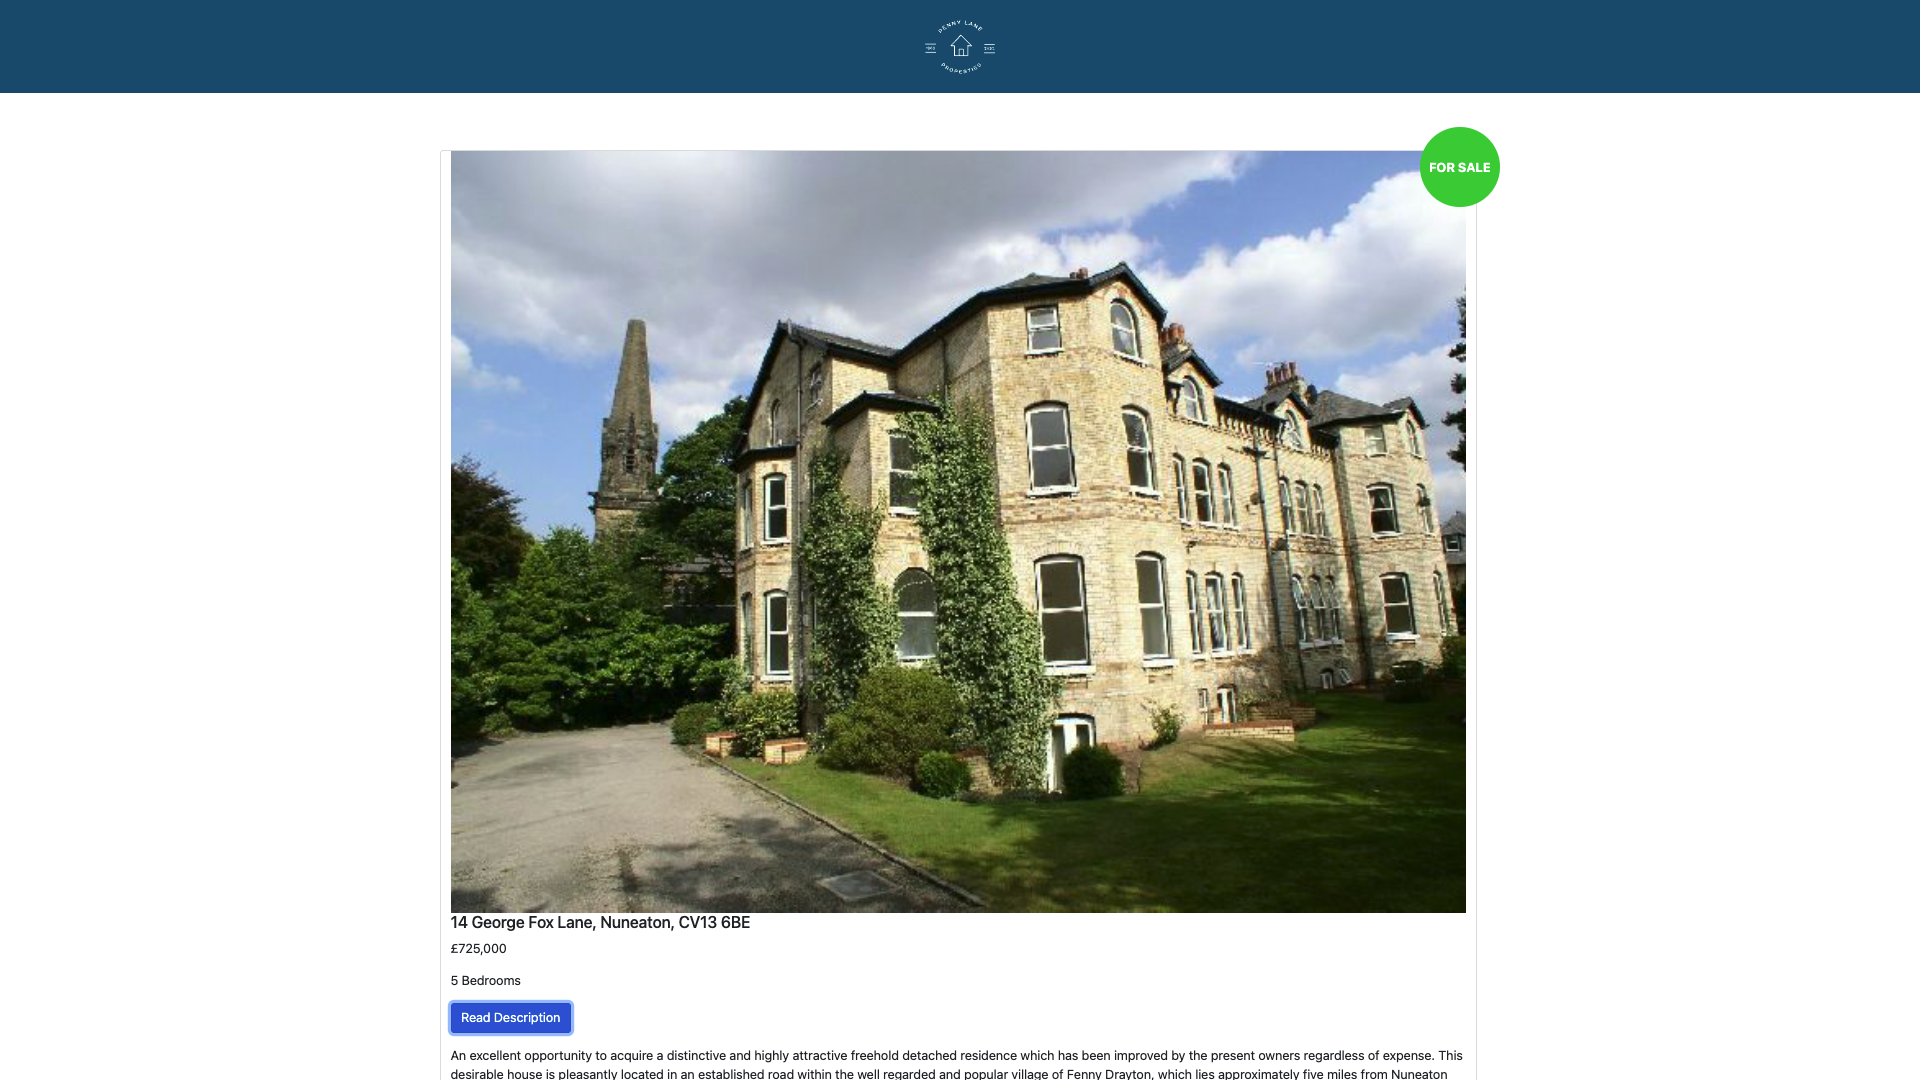 PENNY LANE
PROPERTIES
FOR SALE
14 George Fox Lane, Nuneaton, CV13 6BE
£725,000
5 Bedrooms
Read Description
An excellent opportunity to acquire a distinctive and highly attractive freehold detached residence which has been improved by the present owners regardless of expense. This
desirable house is pleasantly located in an established road within the well regarded and popular village of Fenny Drayton, which lies approximately five miles from Nuneaton